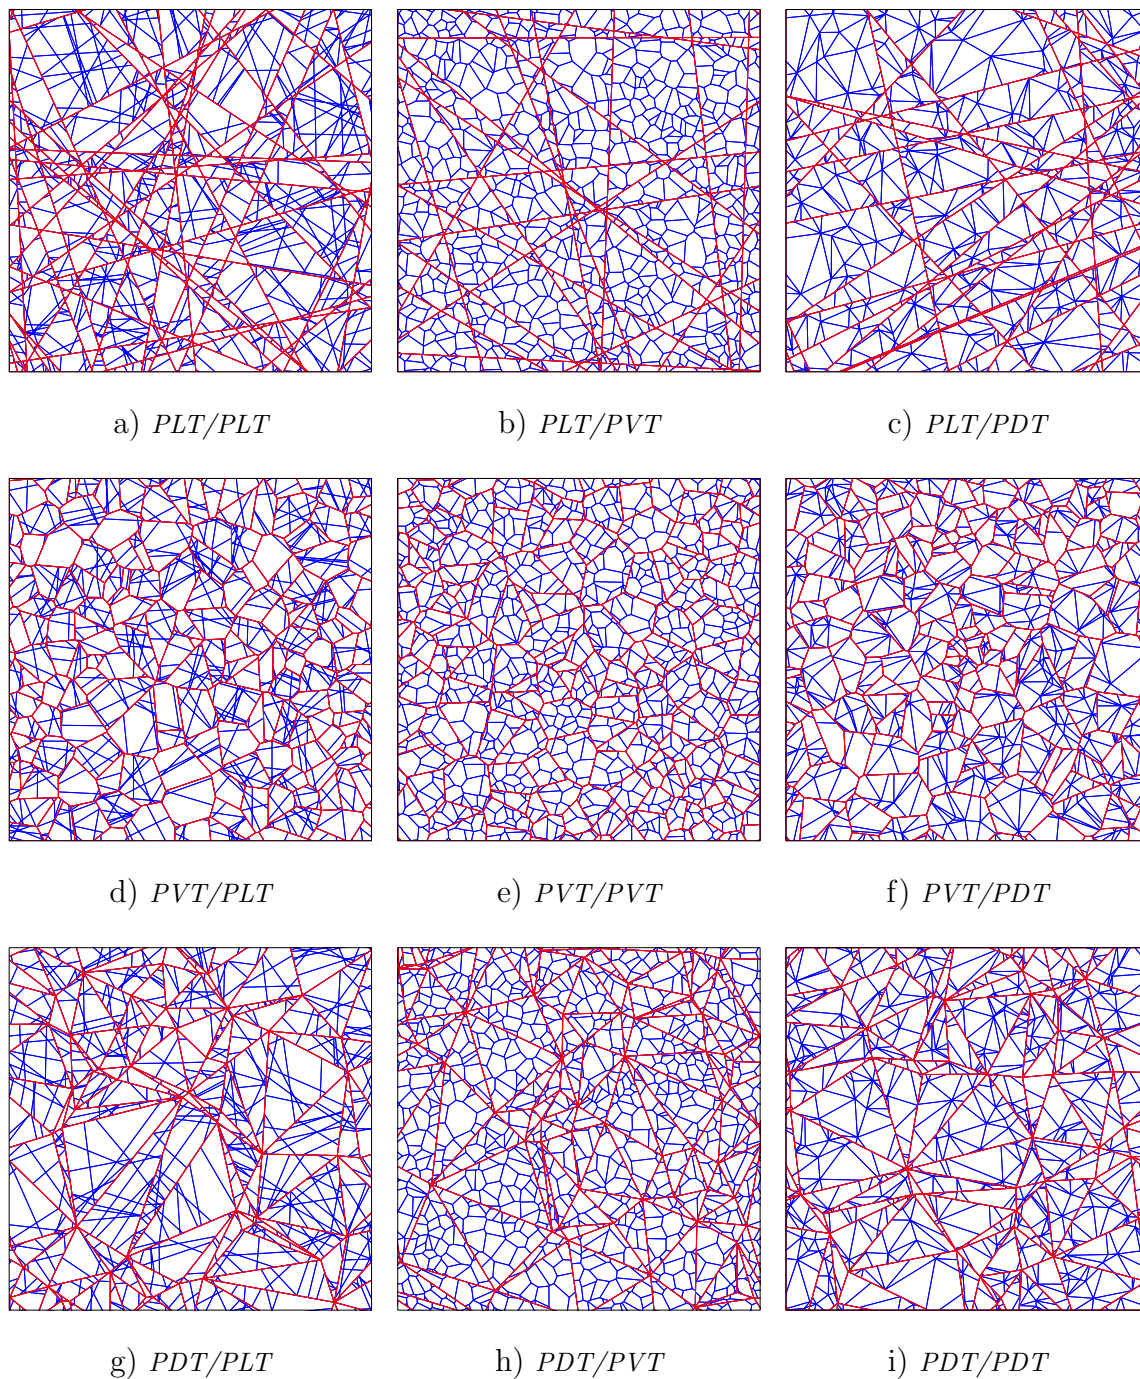 a) PLT/PLT
b) PLT/PVT
c) PLT/PDT
d) PVT/PLT
e) PVT/PVT
f) PVT/PDT
g) PDT/PLT
h) PDT/PVT
i) PDT/PDT